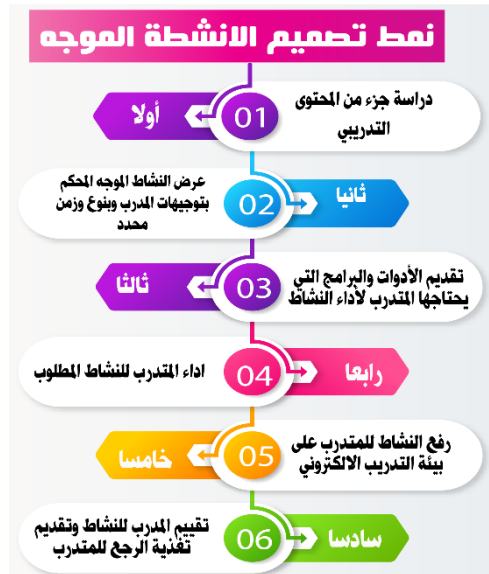 نمط تصميم الانشطة الموجه
دراسة جزء من المحتوى
التدريبي
01
أولا
عرض النشاط الموجه المحكم
بتوجيهات المدرب وبنوع وزمن
محدد
02
ثانيا
تقديم الأدوات والبرامج التي
يحتاجها المتدرب لأداء النشاط
03
ثالثا
اداء المتدرب للنشاط المطلوب
04
رابعا
رفع النشاط للمتدرب على
بيئة التدريب الالكتروني
05
خامسا
تقييم المدرب للنشاط وتقديم
تغذية الرجع للمتدرب
06
سادسا